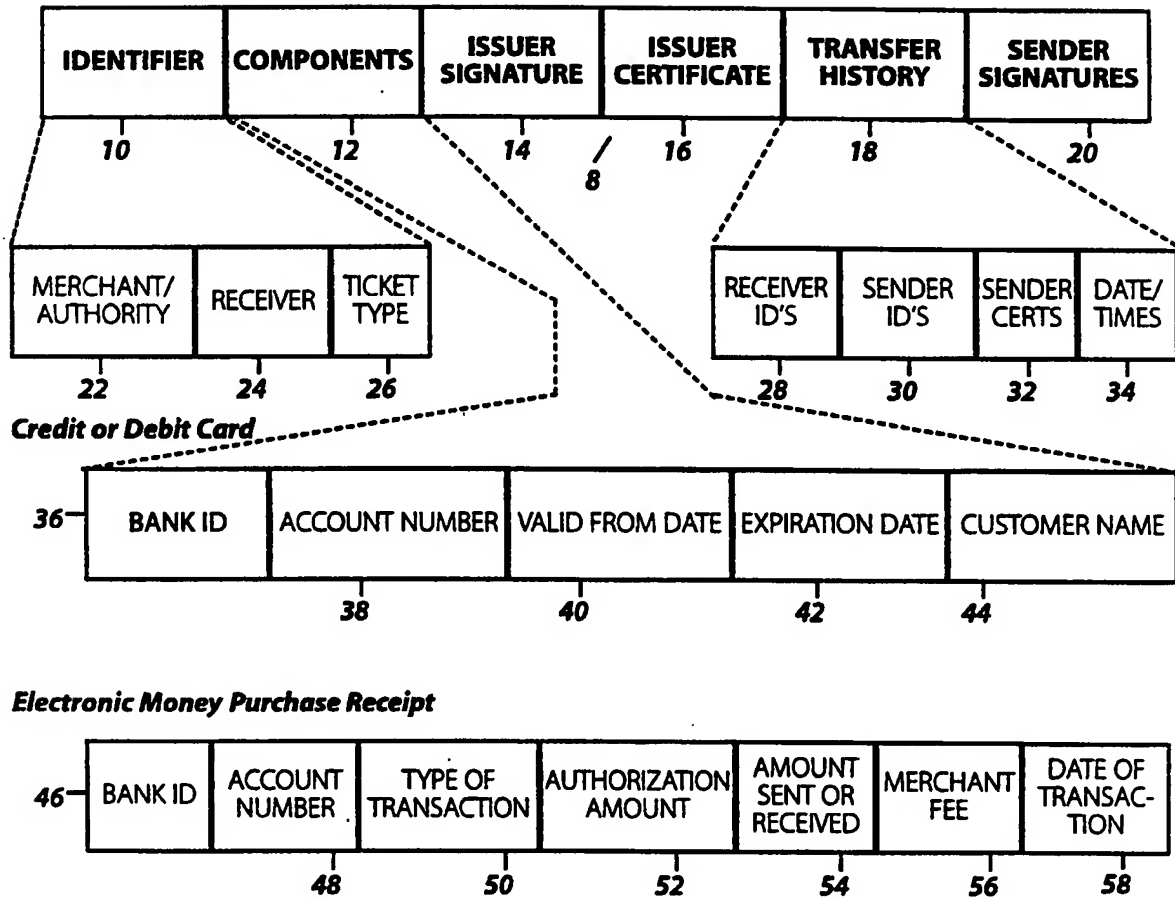 IDENTIFIER
COMPONENTS
ISSUER
SIGNATURE
ISSUER
CERTIFICATE
TRANSFER
HISTORY
SENDER
SIGNATURES
10
12
14
8
16
18
20
MERCHANT/
AUTHORITY
RECEIVER
TICKET
TYPE
RECEIVER
ID'S
SENDER
ID'S
SENDER
CERTS
DATE/
TIMES
22
24
26
28
30
32
34
Credit or Debit Card
36
BANK ID
ACCOUNT NUMBER
VALID FROM DATE
EXPIRATION DATE
CUSTOMER NAME
38
40
42
44
Electronic Money Purchase Receipt
46
BANK ID
ACCOUNT
NUMBER
TYPE OF
TRANSACTION
AUTHORIZATION
AMOUNT
AMOUNT
SENT OR
RECEIVED
MERCHANT
FEE
DATE OF
TRANSAC-
TION
48
50
52
54
56
58